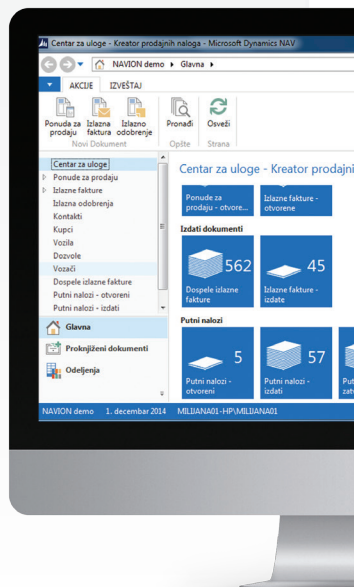 Centar za uloge - Kreator prodajnih naloga - Microsoft Dynamics NAV
NAVION demo ▸ Glavna ▸
AKCIJE IZVEŠTAJ
Ponuda za prodaju
Izlazna faktura
Izlazno odobrenje
Pronađi
Osveži
Novi Dokument
Opšte
Strana
Centar za uloge
Ponude za prodaju
Izlazne fakture
Izlazna odobrenja
Kontakti
Kupci
Vozila
Dozvole
Vozači
Dospele izlazne fakture
Putni nalozi - otvoreni
Putni nalozi - izdati
Glavna
Proknjiženi dokumenti
Odeljenja
Centar za uloge - Kreator prodajni
Ponude za
prodaju - otvore...
Izlazne fakture -
otvorene
Izdati dokumenti
562
Dospele izlazne
fakture
45
Izlazne fakture -
izdate
Putni nalozi
5
Putni nalozi -
otvoreni
57
Putni nalozi -
izdati
NAVION demo 1. decembar 2014 MILIJANA01-HP\MILIJANA01